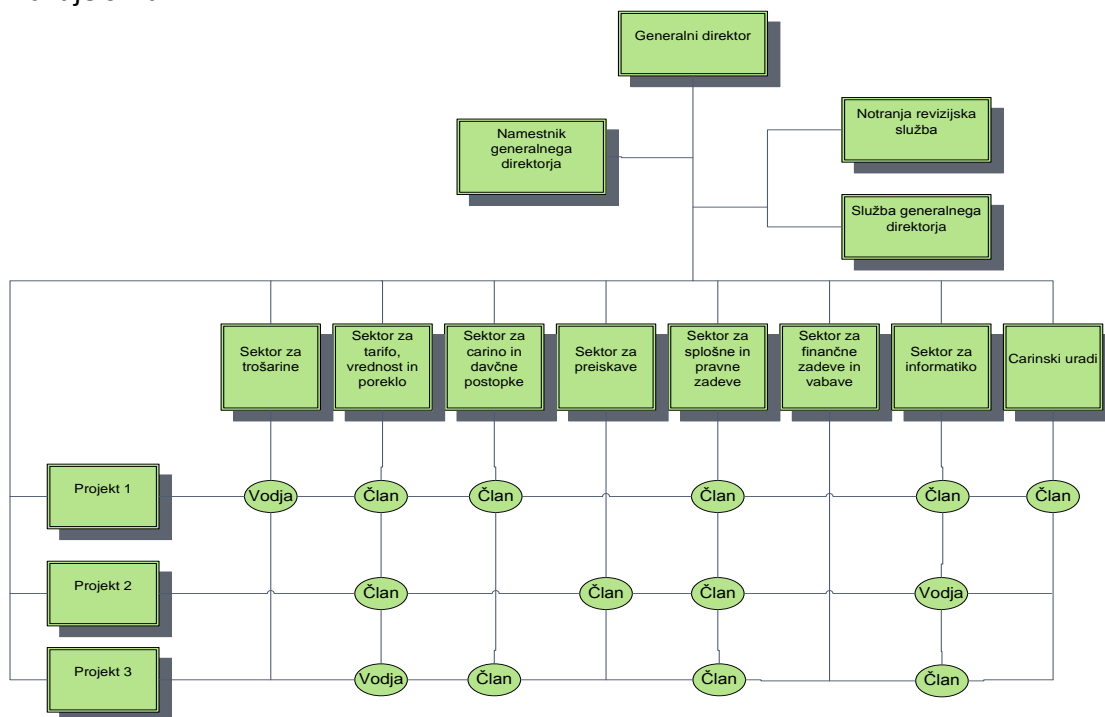 Generalni
direktor
Namestnik
generalnega
direktorja
Notranja revizijska
služba
Služba generalnega
direktorja
Sektor za
trošarine
Sektor za
tarifo,
vrednost in
poreklo
Sektor za
carino in
davčne
postopke
Sektor za
preiskave
Sektor za
splošne in
pravne
zadeve
Sektor za
finančne
zadeve in
vabave
Sektor za
informatiko
Carinski uradi
Projekt 1
Vodja
Član
Član
Član
Član
Član
Projekt 2
Član
Član
Član
Vodja
Projekt 3
Vodja
Član
Član
Član